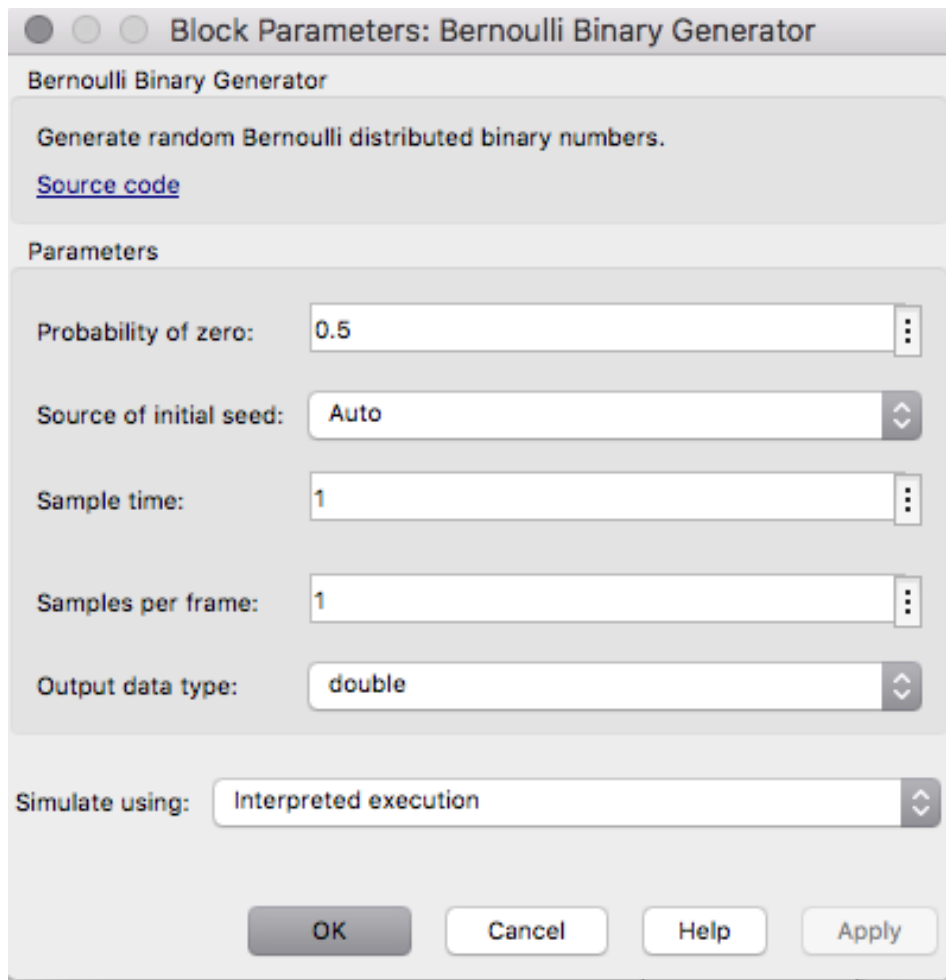 Block Parameters: Bernoulli Binary Generator
Bernoulli Binary Generator
Generate random Bernoulli distributed binary numbers.
Source code
Parameters
Probability of zero: 0.5
Source of initial seed: Auto
Sample time: 1
Samples per frame: 1
Output data type: double
Simulate using: Interpreted execution
OK Cancel Help Apply